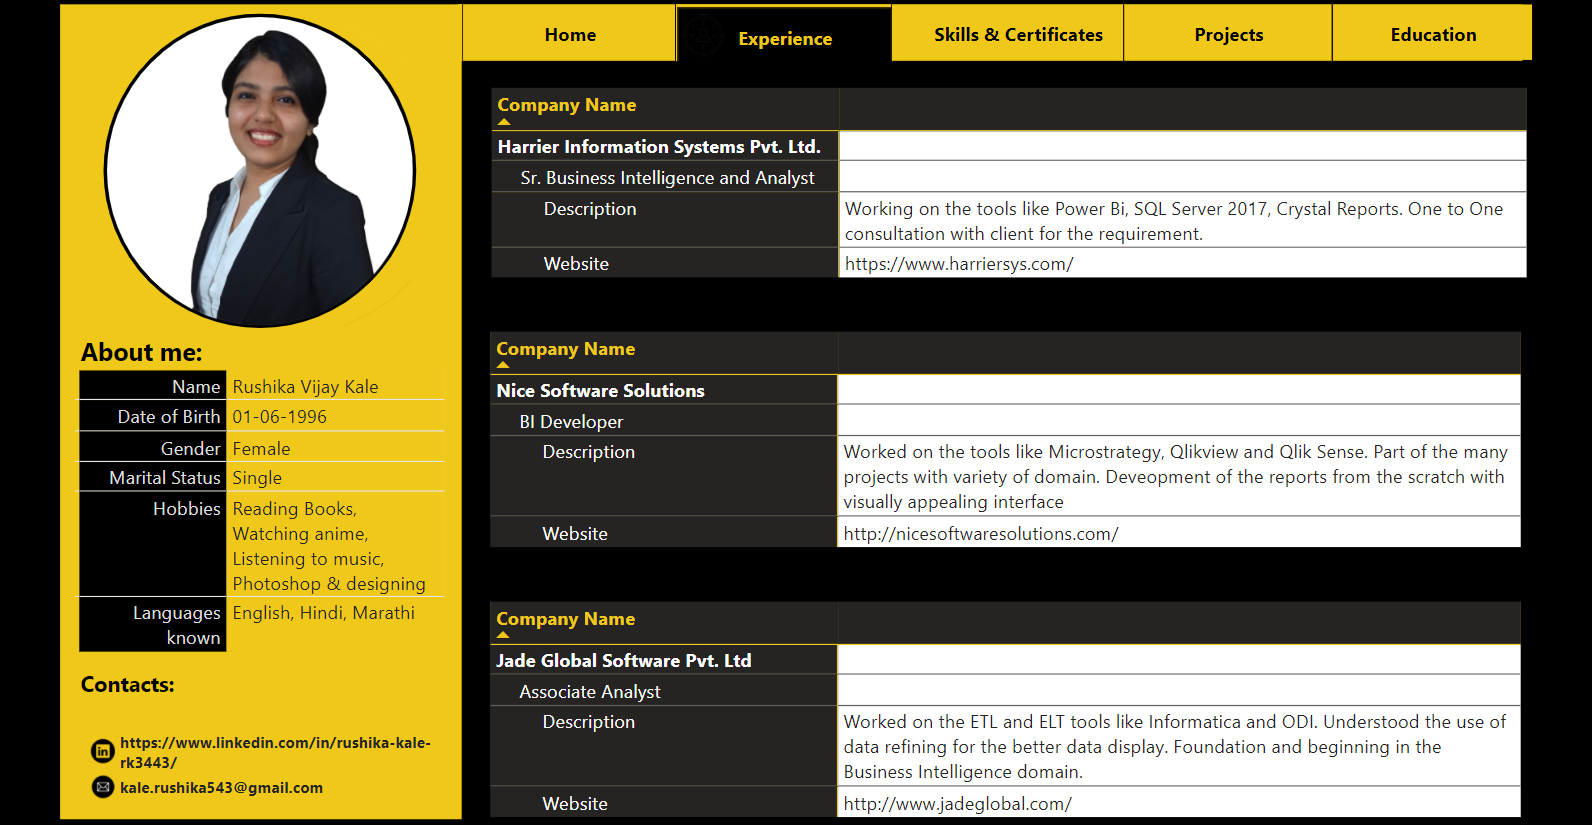 Home
Experience
Skills & Certificates
Projects
Education
About me:
Name Rushika Vijay Kale
Date of Birth 01-06-1996
Gender Female
Marital Status Single
Hobbies Reading Books,
Watching anime,
Listening to music,
Photoshop & designing
Languages English, Hindi, Marathi
known
Contacts:
https://www.linkedin.com/in/rushika-kale-
rk3443/
kale.rushika543@gmail.com
Company Name
Harrier Information Systems Pvt. Ltd.
Sr. Business Intelligence and Analyst
Description Working on the tools like Power Bi, SQL Server 2017, Crystal Reports. One to One
consultation with client for the requirement.
Website https://www.harriersys.com/
Company Name
Nice Software Solutions
BI Developer
Description Worked on the tools like Microstrategy, Qlikview and Qlik Sense. Part of the many
projects with variety of domain. Deveopment of the reports from the scratch with
visually appealing interface
Website http://nicesoftwaresolutions.com/
Company Name
Jade Global Software Pvt. Ltd
Associate Analyst
Description Worked on the ETL and ELT tools like Informatica and ODI. Understood the use of
data refining for the better data display. Foundation and beginning in the
Business Intelligence domain.
Website http://www.jadeglobal.com/